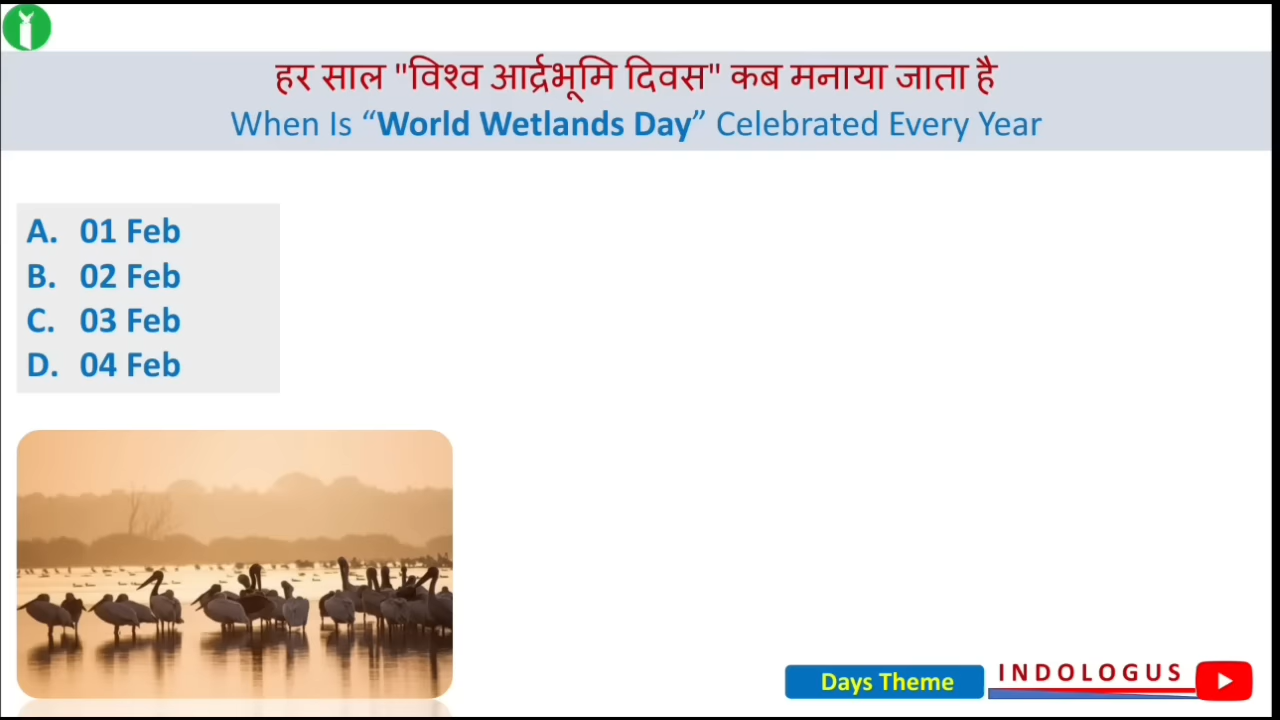 हर साल "विश्व आर्द्रभूमि दिवस" कब मनाया जाता है
When Is “World Wetlands Day” Celebrated Every Year
A. 01 Feb
B. 02 Feb
C. 03 Feb
D. 04 Feb
Days Theme
INDOLOGUS